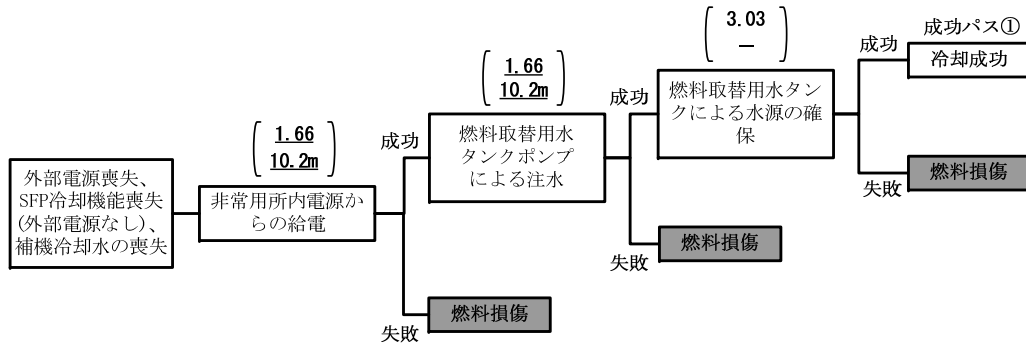 外部電源喪失、
SFP冷却機能喪失
(外部電源なし)、
補機冷却水の喪失
1.66
10.2m
非常用所内電源か
らの給電
成功
失敗
1.66
10.2m
燃料取替用水
タンクポンプ
による注水
燃料損傷
成功
失敗
3.03
—
燃料取替用水タン
クによる水源の確
保
燃料損傷
成功
失敗
成功パス①
冷却成功
燃料損傷